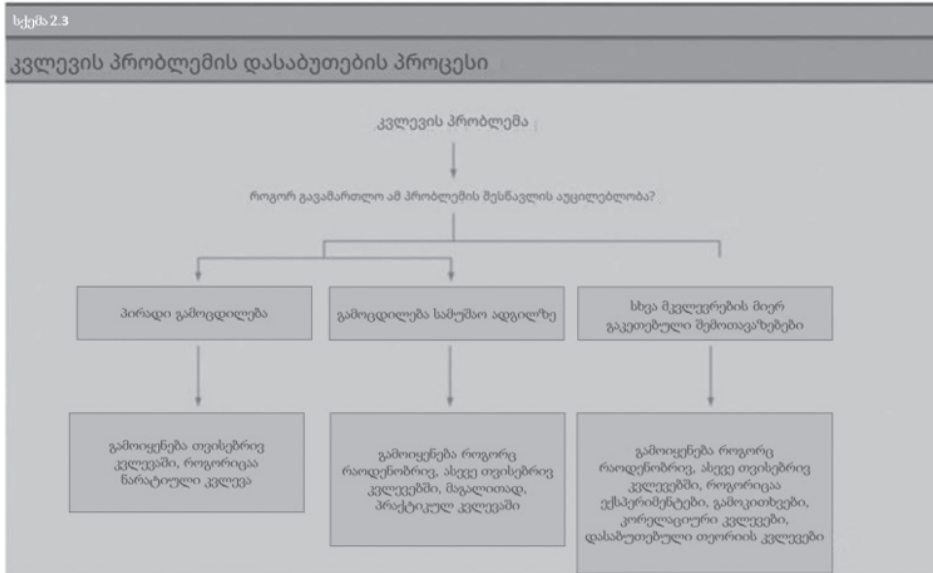 სქემა 2.3
კვლევის პრობლემის დასაბუთების პროცესი
კვლევის პრობლემა
როგორ გავამართლო ამ პრობლემის შესწავლის აუცილებლობა?
პირადი გამოცდილება
გამოცდილება სამუშაო ადგილზე
სხვა მკვლევრების მიერ
გაკეთებული შემოთავაზებები
გამოიყენება თვისებრივ
კვლევაში, როგორიცაა
ნარატიული კვლევა
გამოიყენება როგორც
რაოდენობრივ, ასევე თვისებრივ
კვლევებში, მაგალითად,
პრაქტიკულ კვლევაში
გამოიყენება როგორც
რაოდენობრივ, ასევე თვისებრივ
კვლევებში, როგორიცაა
ექსპერიმენტები, გამოკითხვები,
კორელაციური კვლევები,
დასაბუთებული თეორიის კვლევები